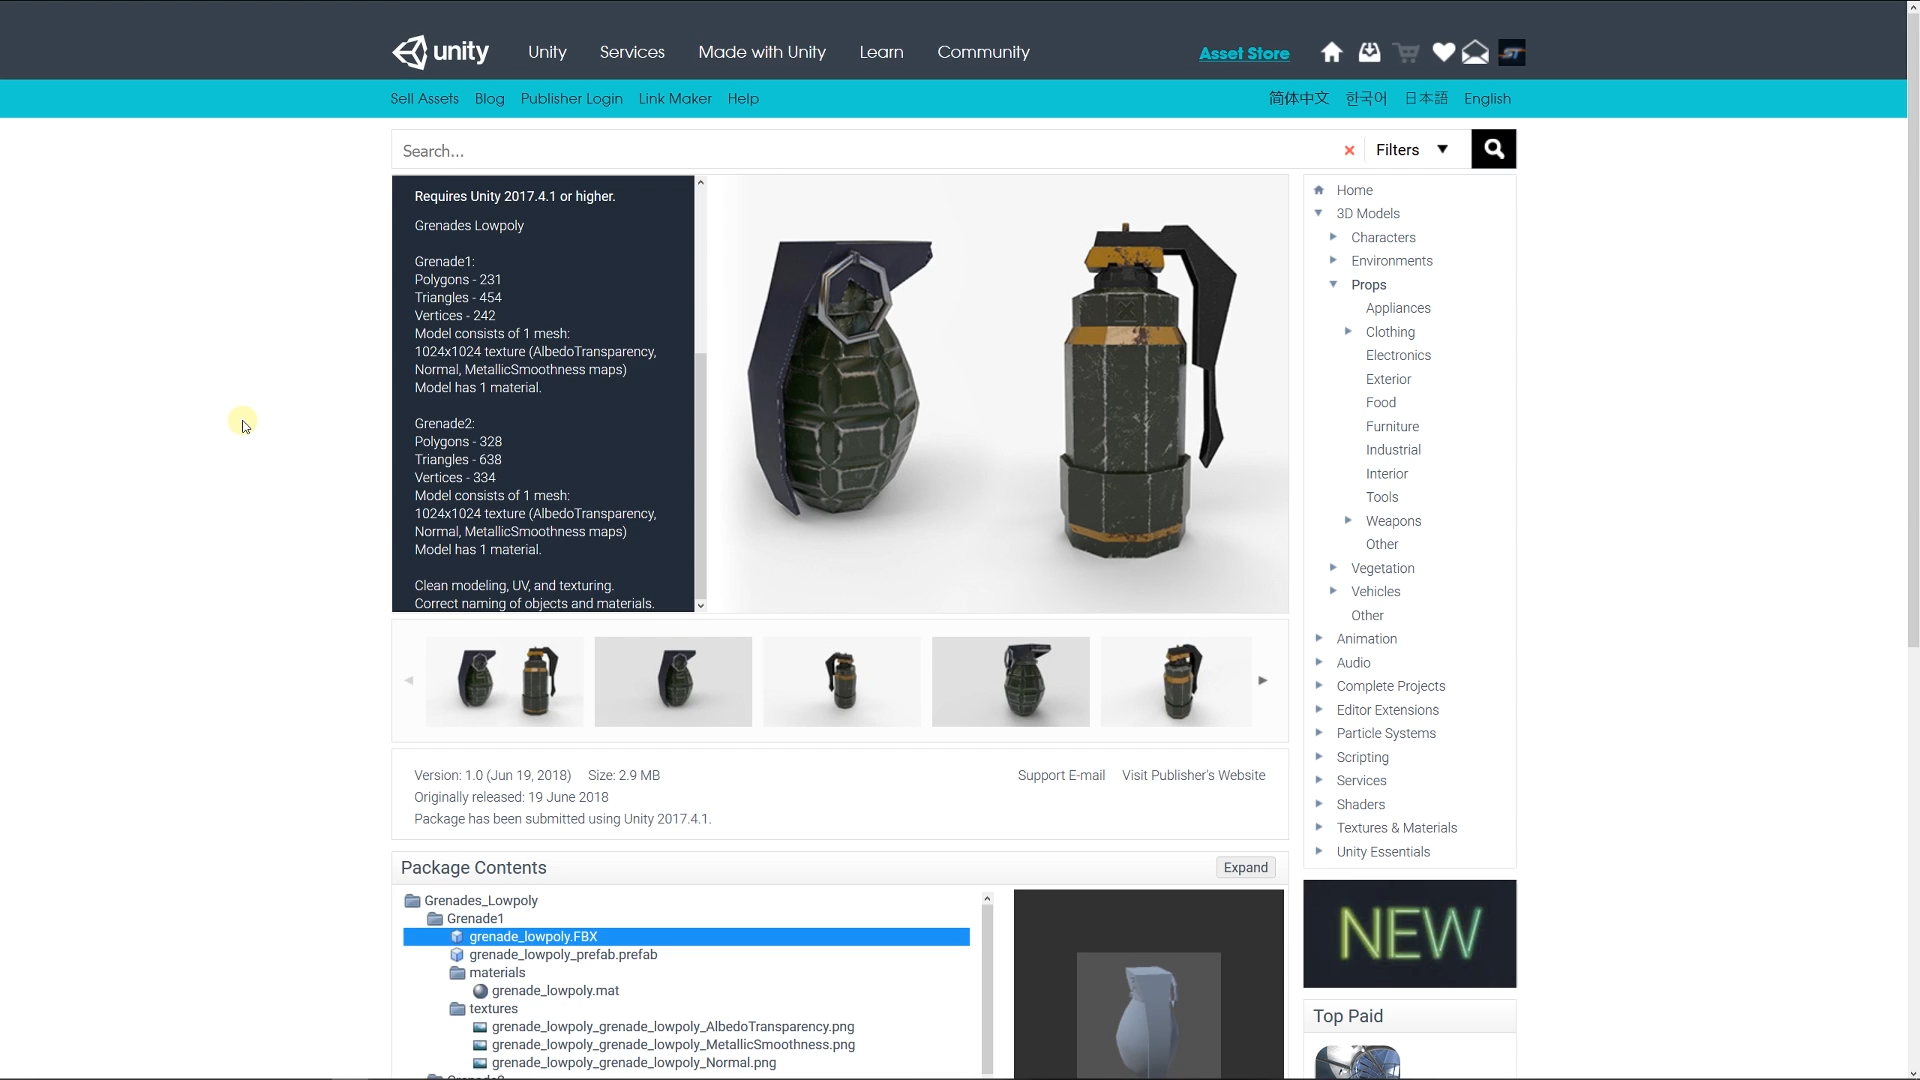 unity
Unity
Services
Made with Unity
Learn
Community
Asset Store
ST
Sell Assets
Blog
Publisher Login
Link Maker
Help
简体中文
한국어
日本語
English
Search...
Filters
Requires Unity 2017.4.1 or higher.
Grenades Lowpoly
Grenade1:
Polygons - 231
Triangles - 454
Vertices - 242
Model consists of 1 mesh:
1024x1024 texture (AlbedoTransparency,
Normal, MetallicSmoothness maps)
Model has 1 material.
Grenade2:
Polygons - 328
Triangles - 638
Vertices - 334
Model consists of 1 mesh:
1024x1024 texture (AlbedoTransparency,
Normal, MetallicSmoothness maps)
Model has 1 material.
Clean modeling, UV, and texturing.
Correct naming of objects and materials.
Version: 1.0 (Jun 19, 2018)
Size: 2.9 MB
Support E-mail
Visit Publisher's Website
Originally released: 19 June 2018
Package has been submitted using Unity 2017.4.1.
Package Contents
Expand
Grenades_Lowpoly
Grenade1
grenade_lowpoly.FBX
grenade_lowpoly_prefab.prefab
materials
grenade_lowpoly.mat
textures
grenade_lowpoly_grenade_lowpoly_AlbedoTransparency.png
grenade_lowpoly_grenade_lowpoly_MetallicSmoothness.png
grenade_lowpoly_grenade_lowpoly_Normal.png
Home
3D Models
Characters
Environments
Props
Appliances
Clothing
Electronics
Exterior
Food
Furniture
Industrial
Interior
Tools
Weapons
Other
Vegetation
Vehicles
Other
Animation
Audio
Complete Projects
Editor Extensions
Particle Systems
Scripting
Services
Shaders
Textures & Materials
Unity Essentials
NEW
Top Paid